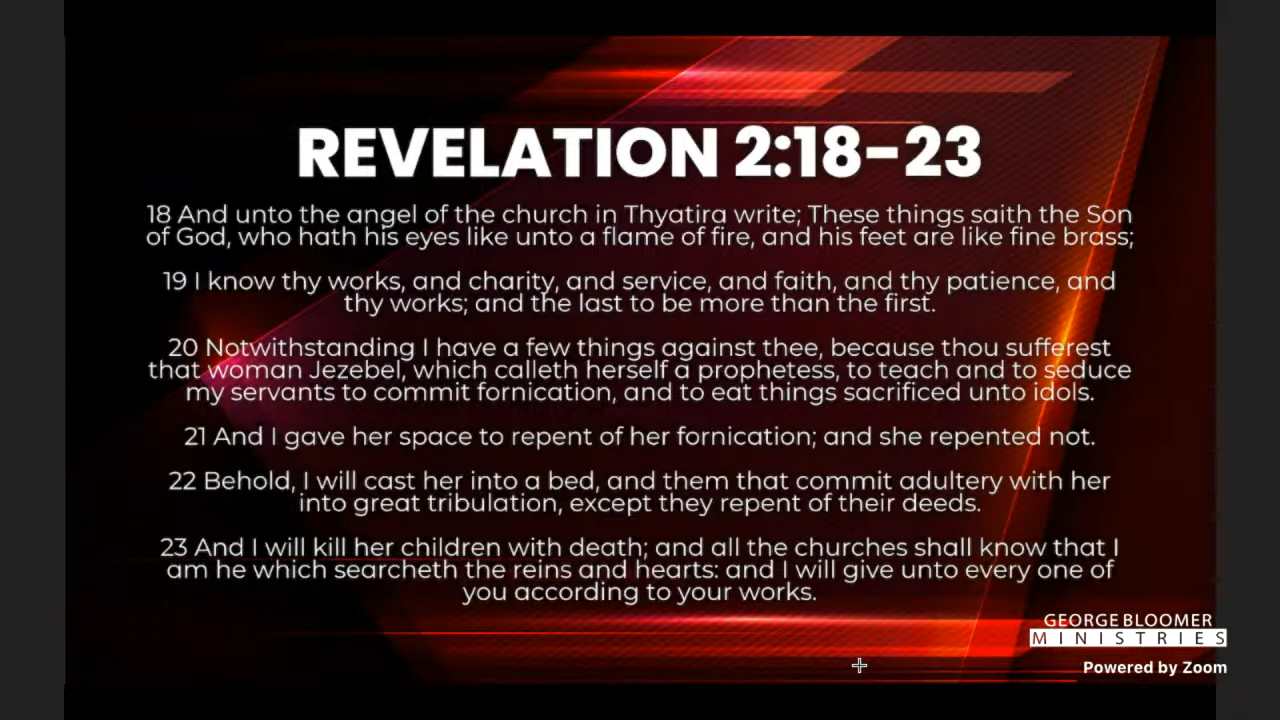 REVELATION 2:18-23
18 And unto the angel of the church in Thyatira write; These things saith the Son
of God, who hath his eyes like unto a flame of fire, and his feet are like fine brass;
19 I know thy works, and charity, and service, and faith, and thy patience, and
thy works; and the last to be more than the first.
20 Notwithstanding I have a few things against thee, because thou sufferest
that woman Jezebel, which calleth herself a prophetess, to teach and to seduce
my servants to commit fornication, and to eat things sacrificed unto idols.
21 And I gave her space to repent of her fornication; and she repented not.
22 Behold, I will cast her into a bed, and them that commit adultery with her
into great tribulation, except they repent of their deeds.
23 And I will kill her children with death; and all the churches shall know that I
am he which searcheth the reins and hearts: and I will give unto every one of
you according to your works.
GEORGE BLOOMER
MINISTRIES
Powered by Zoom